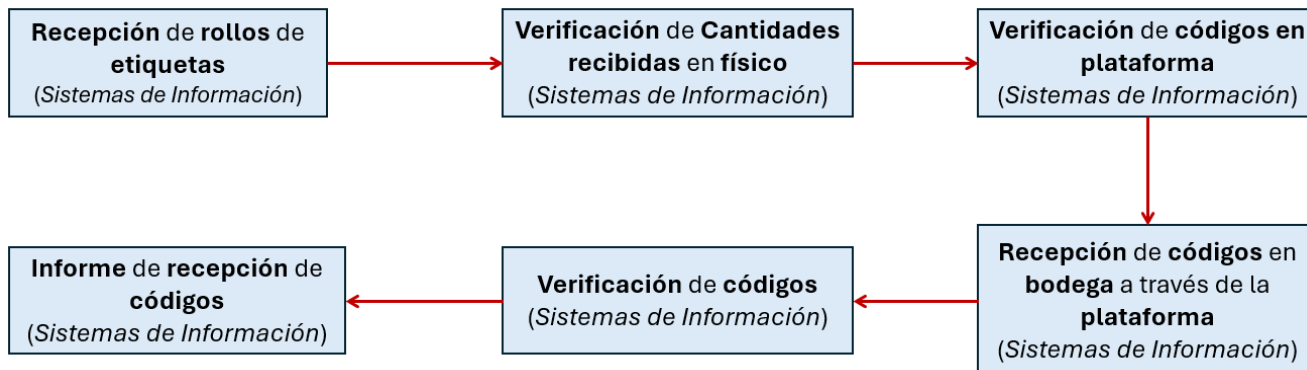 Recepción de rollos de
etiquetas
(Sistemas de Información)
Verificación de Cantidades
recibidas en físico
(Sistemas de Información)
Verificación de códigos en
plataforma
(Sistemas de Información)
Recepción de códigos en
bodega a través de la
plataforma
(Sistemas de Información)
Verificación de códigos
(Sistemas de Información)
Informe de recepción de
códigos
(Sistemas de Información)